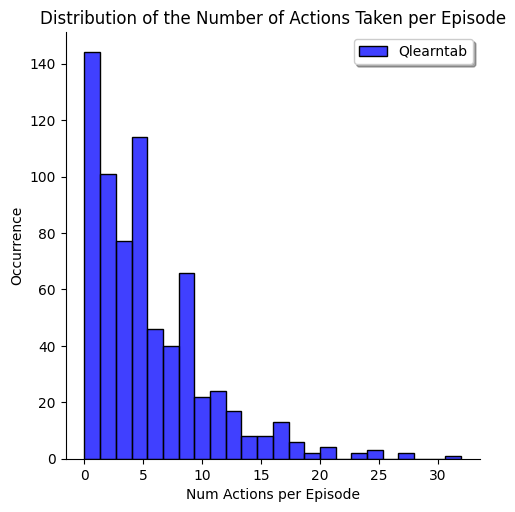 Distribution of the Number of Actions Taken per Episode
Qlearntab
140
120
100
80
60
40
20
0
Occurrence
0 5 10 15 20 25 30
Num Actions per Episode